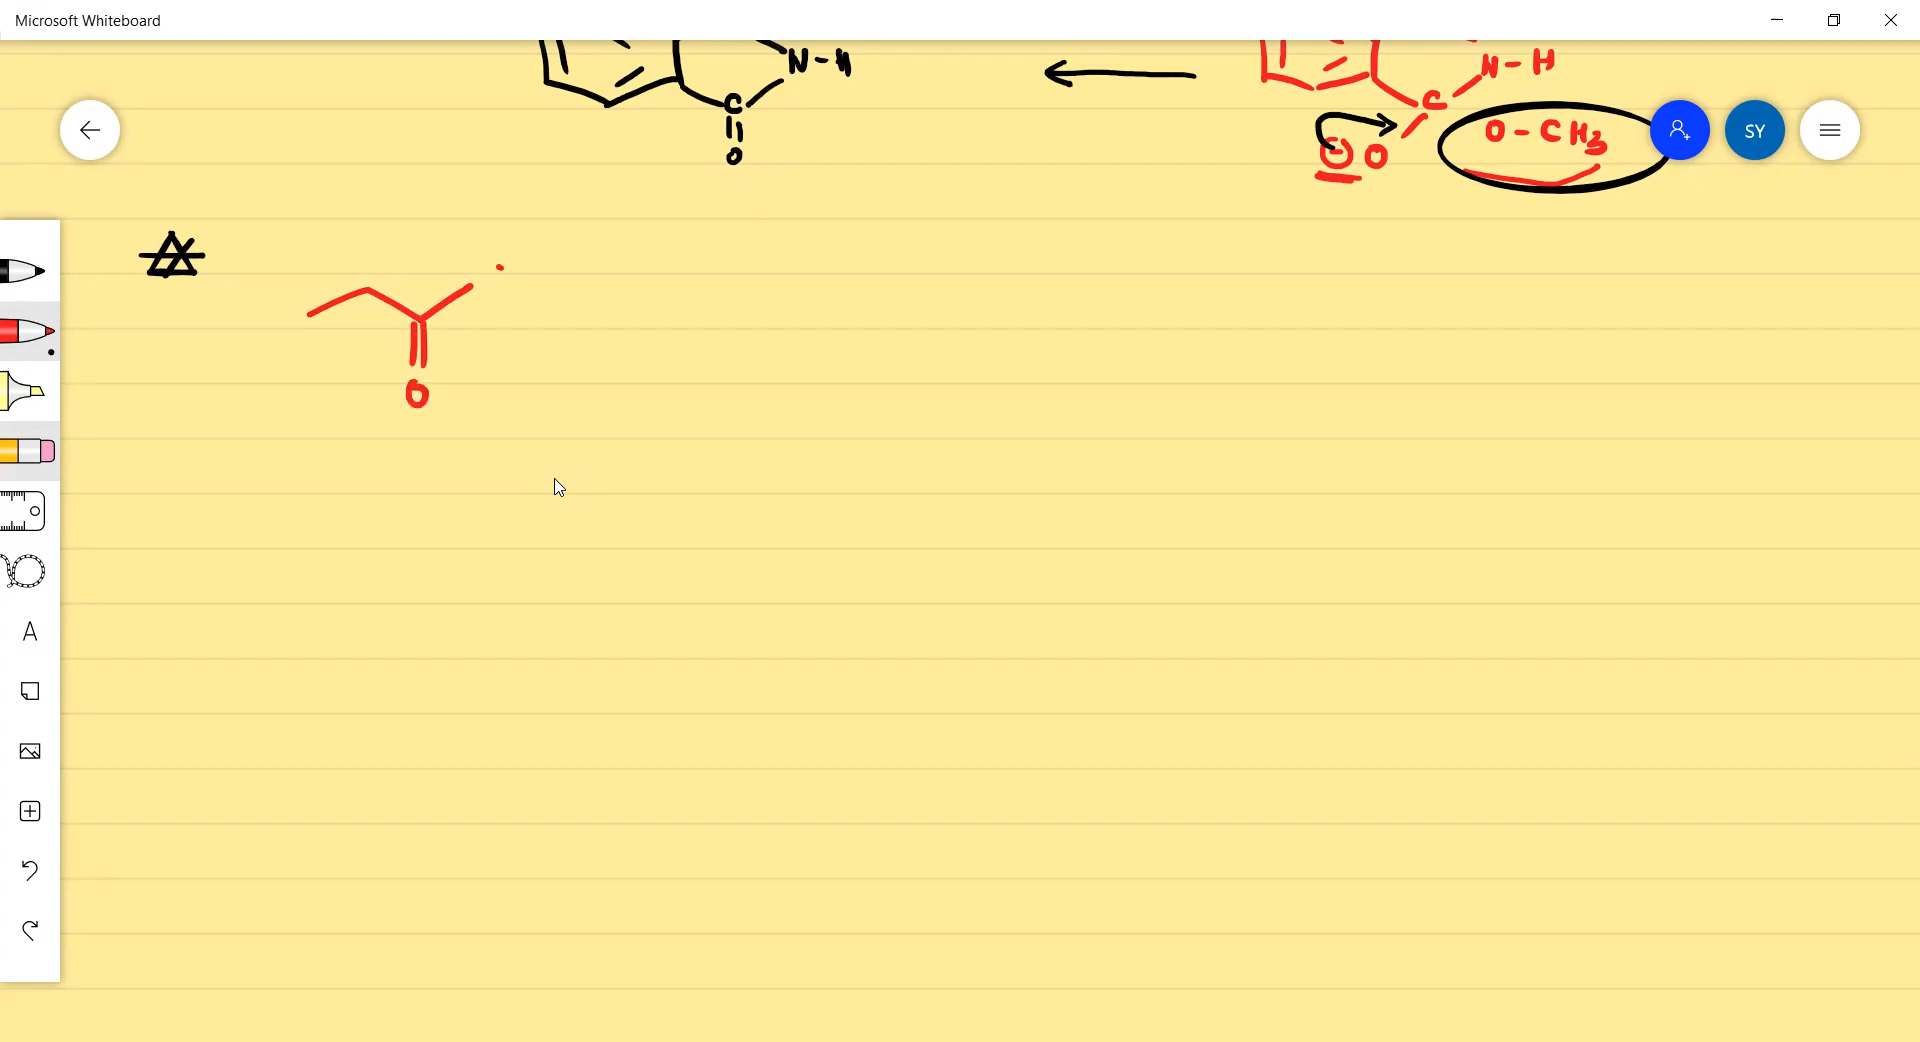 Microsoft Whiteboard
N-H
N-H
C
C
O-CH3
SY
O
⊖ O
O
A